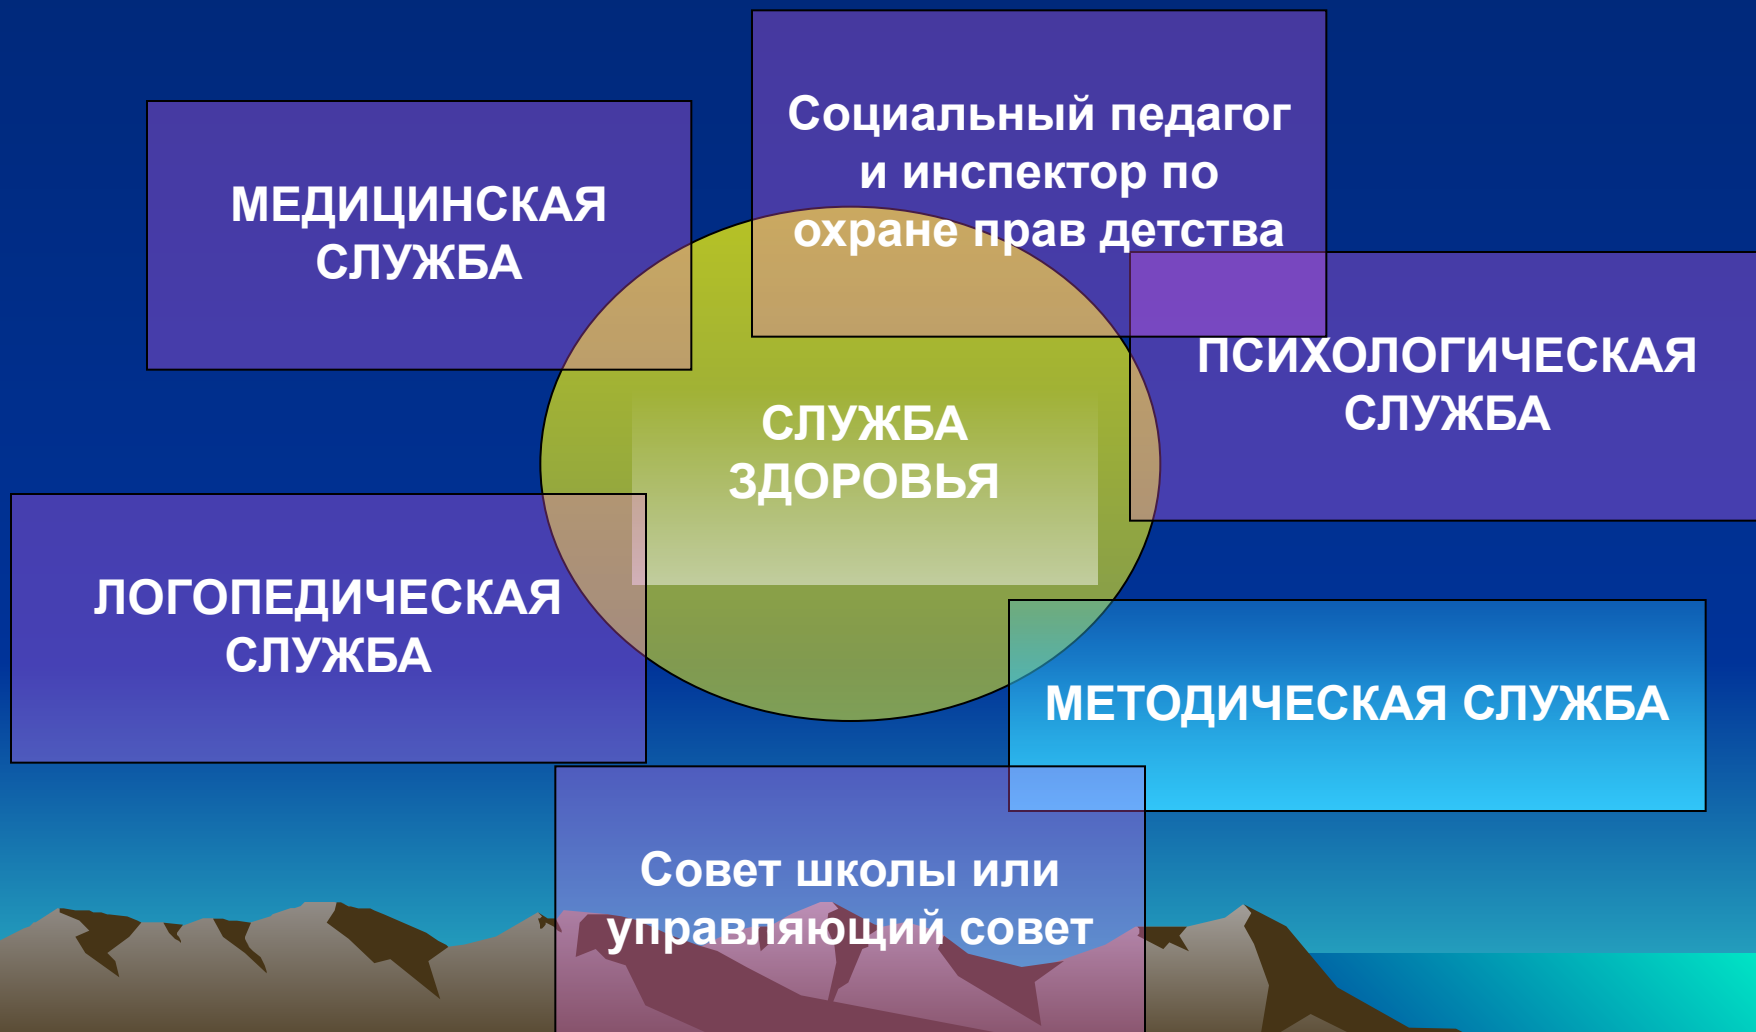 Социальный педагог
и инспектор по
охране прав детства
МЕДИЦИНСКАЯ
СЛУЖБА
ПСИХОЛОГИЧЕСКАЯ
СЛУЖБА
СЛУЖБА
ЗДОРОВЬЯ
ЛОГОПЕДИЧЕСКАЯ
СЛУЖБА
МЕТОДИЧЕСКАЯ СЛУЖБА
Совет школы или
управляющий совет